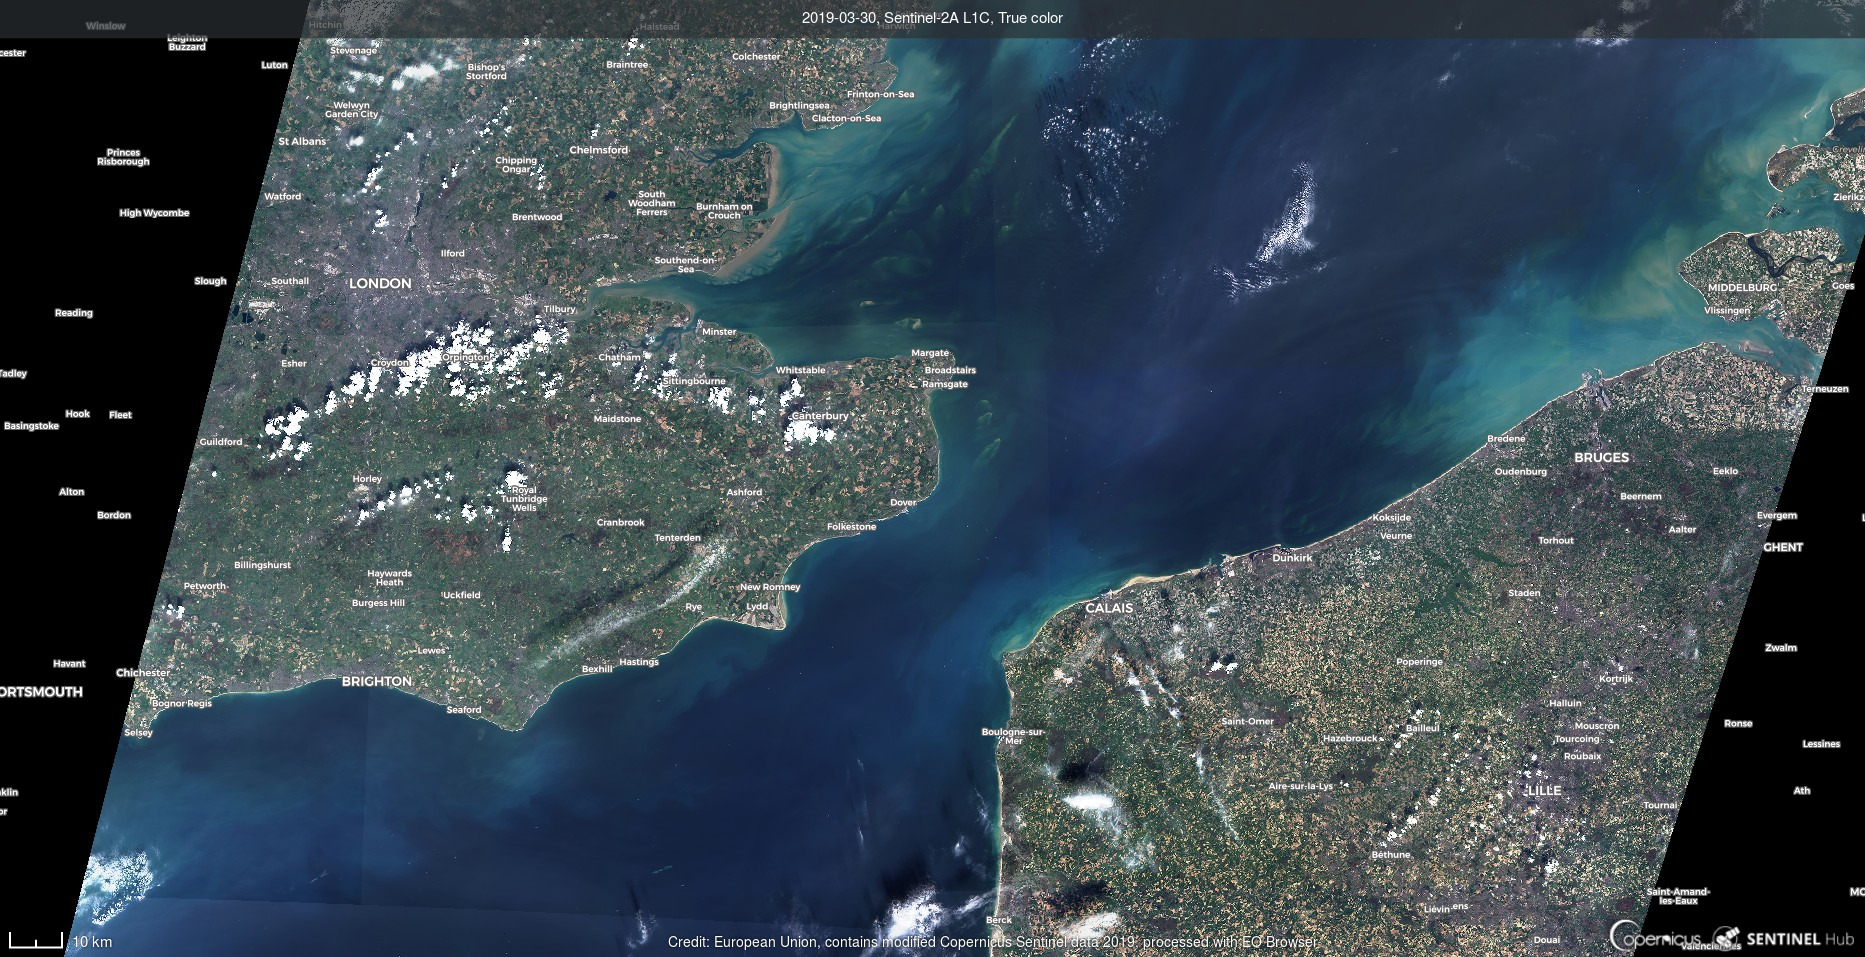 2019-03-30, Sentinel-2A L1C, True color
Winslow
Hitchin
Halstead
Harwich
Leighton
Buzzard
Stevenage
cester
Luton
Bishop's
Stortford
Braintree
Colchester
Frinton-on-Sea
Welwyn
Garden City
Brightlingsea
Clacton-on-Sea
St Albans
Chelmsford
Princes
Risborough
Chipping
Ongar
Watford
South
Woodham
Ferrers
Burnham on
Crouch
Zierikz
High Wycombe
Brentwood
Ilford
Southend-on-
Sea
Slough
Southall
LONDON
MIDDELBURG
Goes
Reading
Tilbury
Vlissingen
Minster
Esher
Croydon
Orpington
Chatham
Margate
Whitstable
Broadstairs
Tadley
Sittingbourne
Ramsgate
Terneuzen
Hook
Fleet
Basingstoke
Maidstone
Canterbury
Guildford
Bredene
BRUGES
Oudenburg
Eeklo
Horley
Alton
Royal
Tunbridge
Wells
Ashford
Beernem
Dover
Bordon
Cranbrook
Folkestone
Koksijde
Evergem
Tenterden
Veurne
Torhout
Aalter
GHENT
Dunkirk
Billingshurst
Haywards
Heath
Petworth
New Romney
Uckfield
Burgess Hill
Rye
Lydd
CALAIS
Staden
Lewes
Havant
Bexhill
Hastings
Poperinge
Zwalm
Chichester
BRIGHTON
Kortrijk
ORTSMOUTH
Bognor Regis
Seaford
Halluin
Selsey
Boulogne-sur-
Mer
Saint-Omer
Bailleul
Hazebrouck
Mouscron
Tourcoing
Roubaix
Ronse
Lessines
Aire-sur-la-Lys
LILLE
Ath
Tournai
Béthune
Saint-Amand-
les-Eaux
Berck
Liévin
ens
Douai
10 km
Credit: European Union, contains modified Copernicus Sentinel data 2019, processed with EO Browser
opernicus
SENTINEL Hub